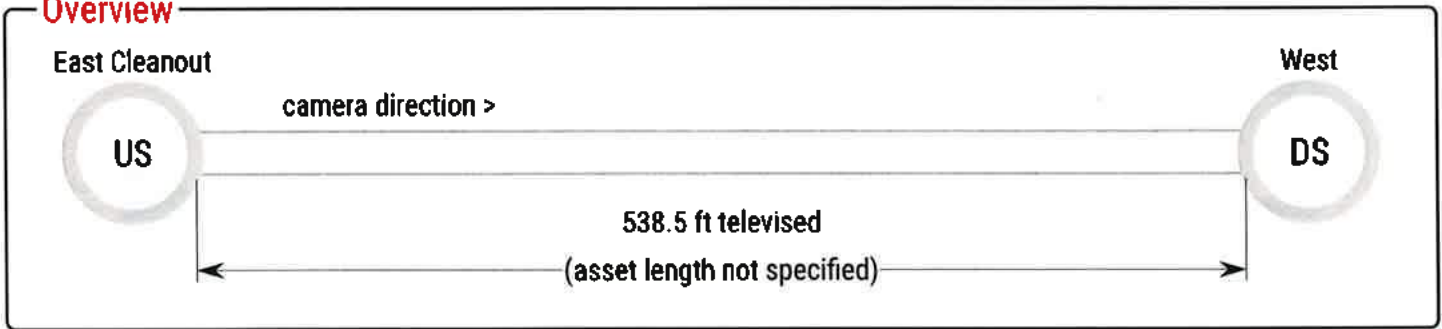 Overview
East Cleanout
West
camera direction >
US
DS
538.5 ft televised
(asset length not specified)